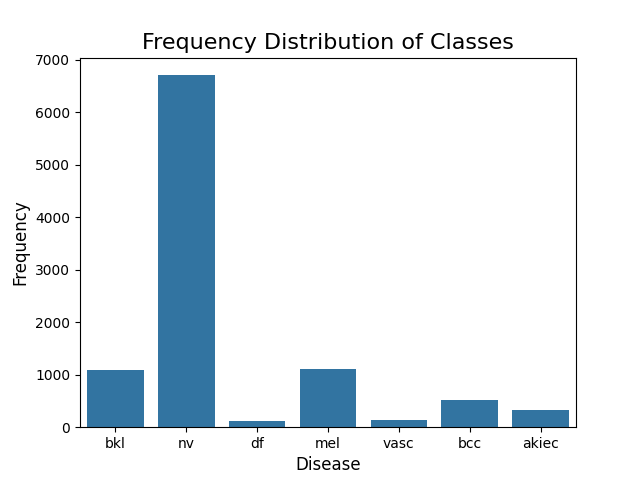 Frequency Distribution of Classes
7000
6000
5000
4000
3000
2000
1000
0
Frequency
bkl nv df mel vasc bcc akiec
Disease